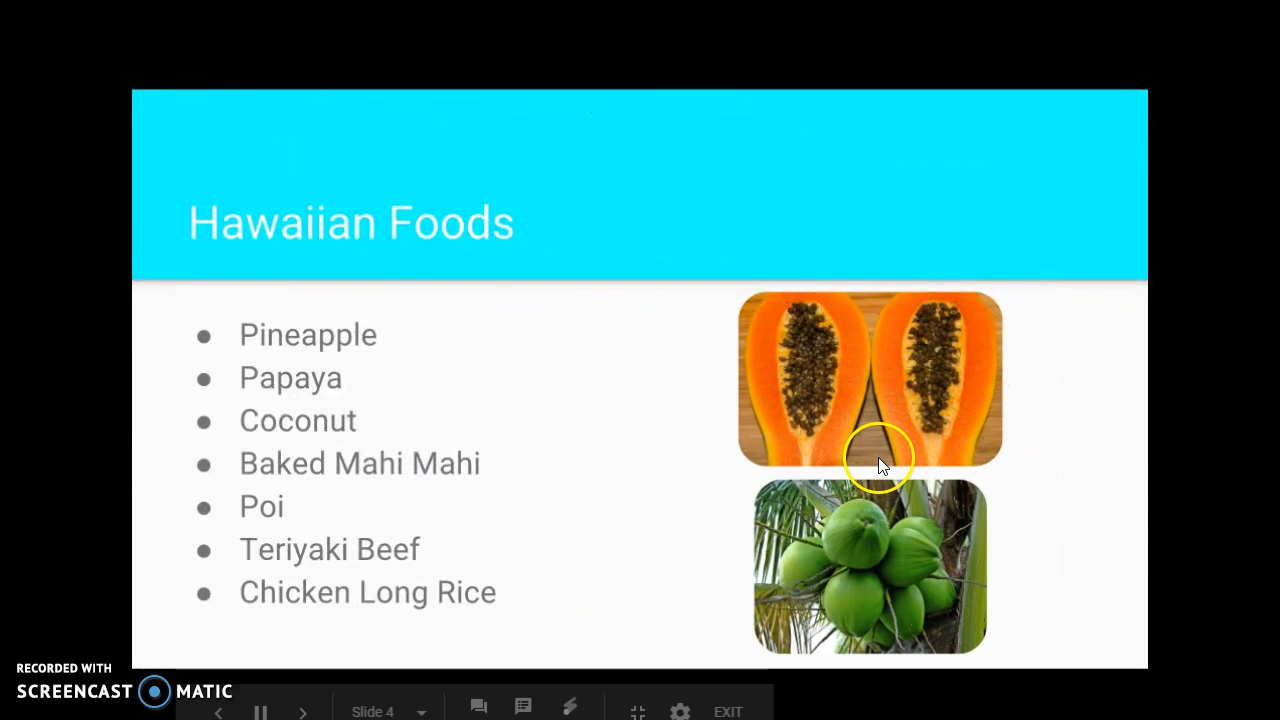 Hawaiian Foods
Pineapple
Papaya
Coconut
Baked Mahi Mahi
Poi
Teriyaki Beef
Chicken Long Rice
RECORDED WITH
SCREENCAST MATIC
Slide 4
EXIT